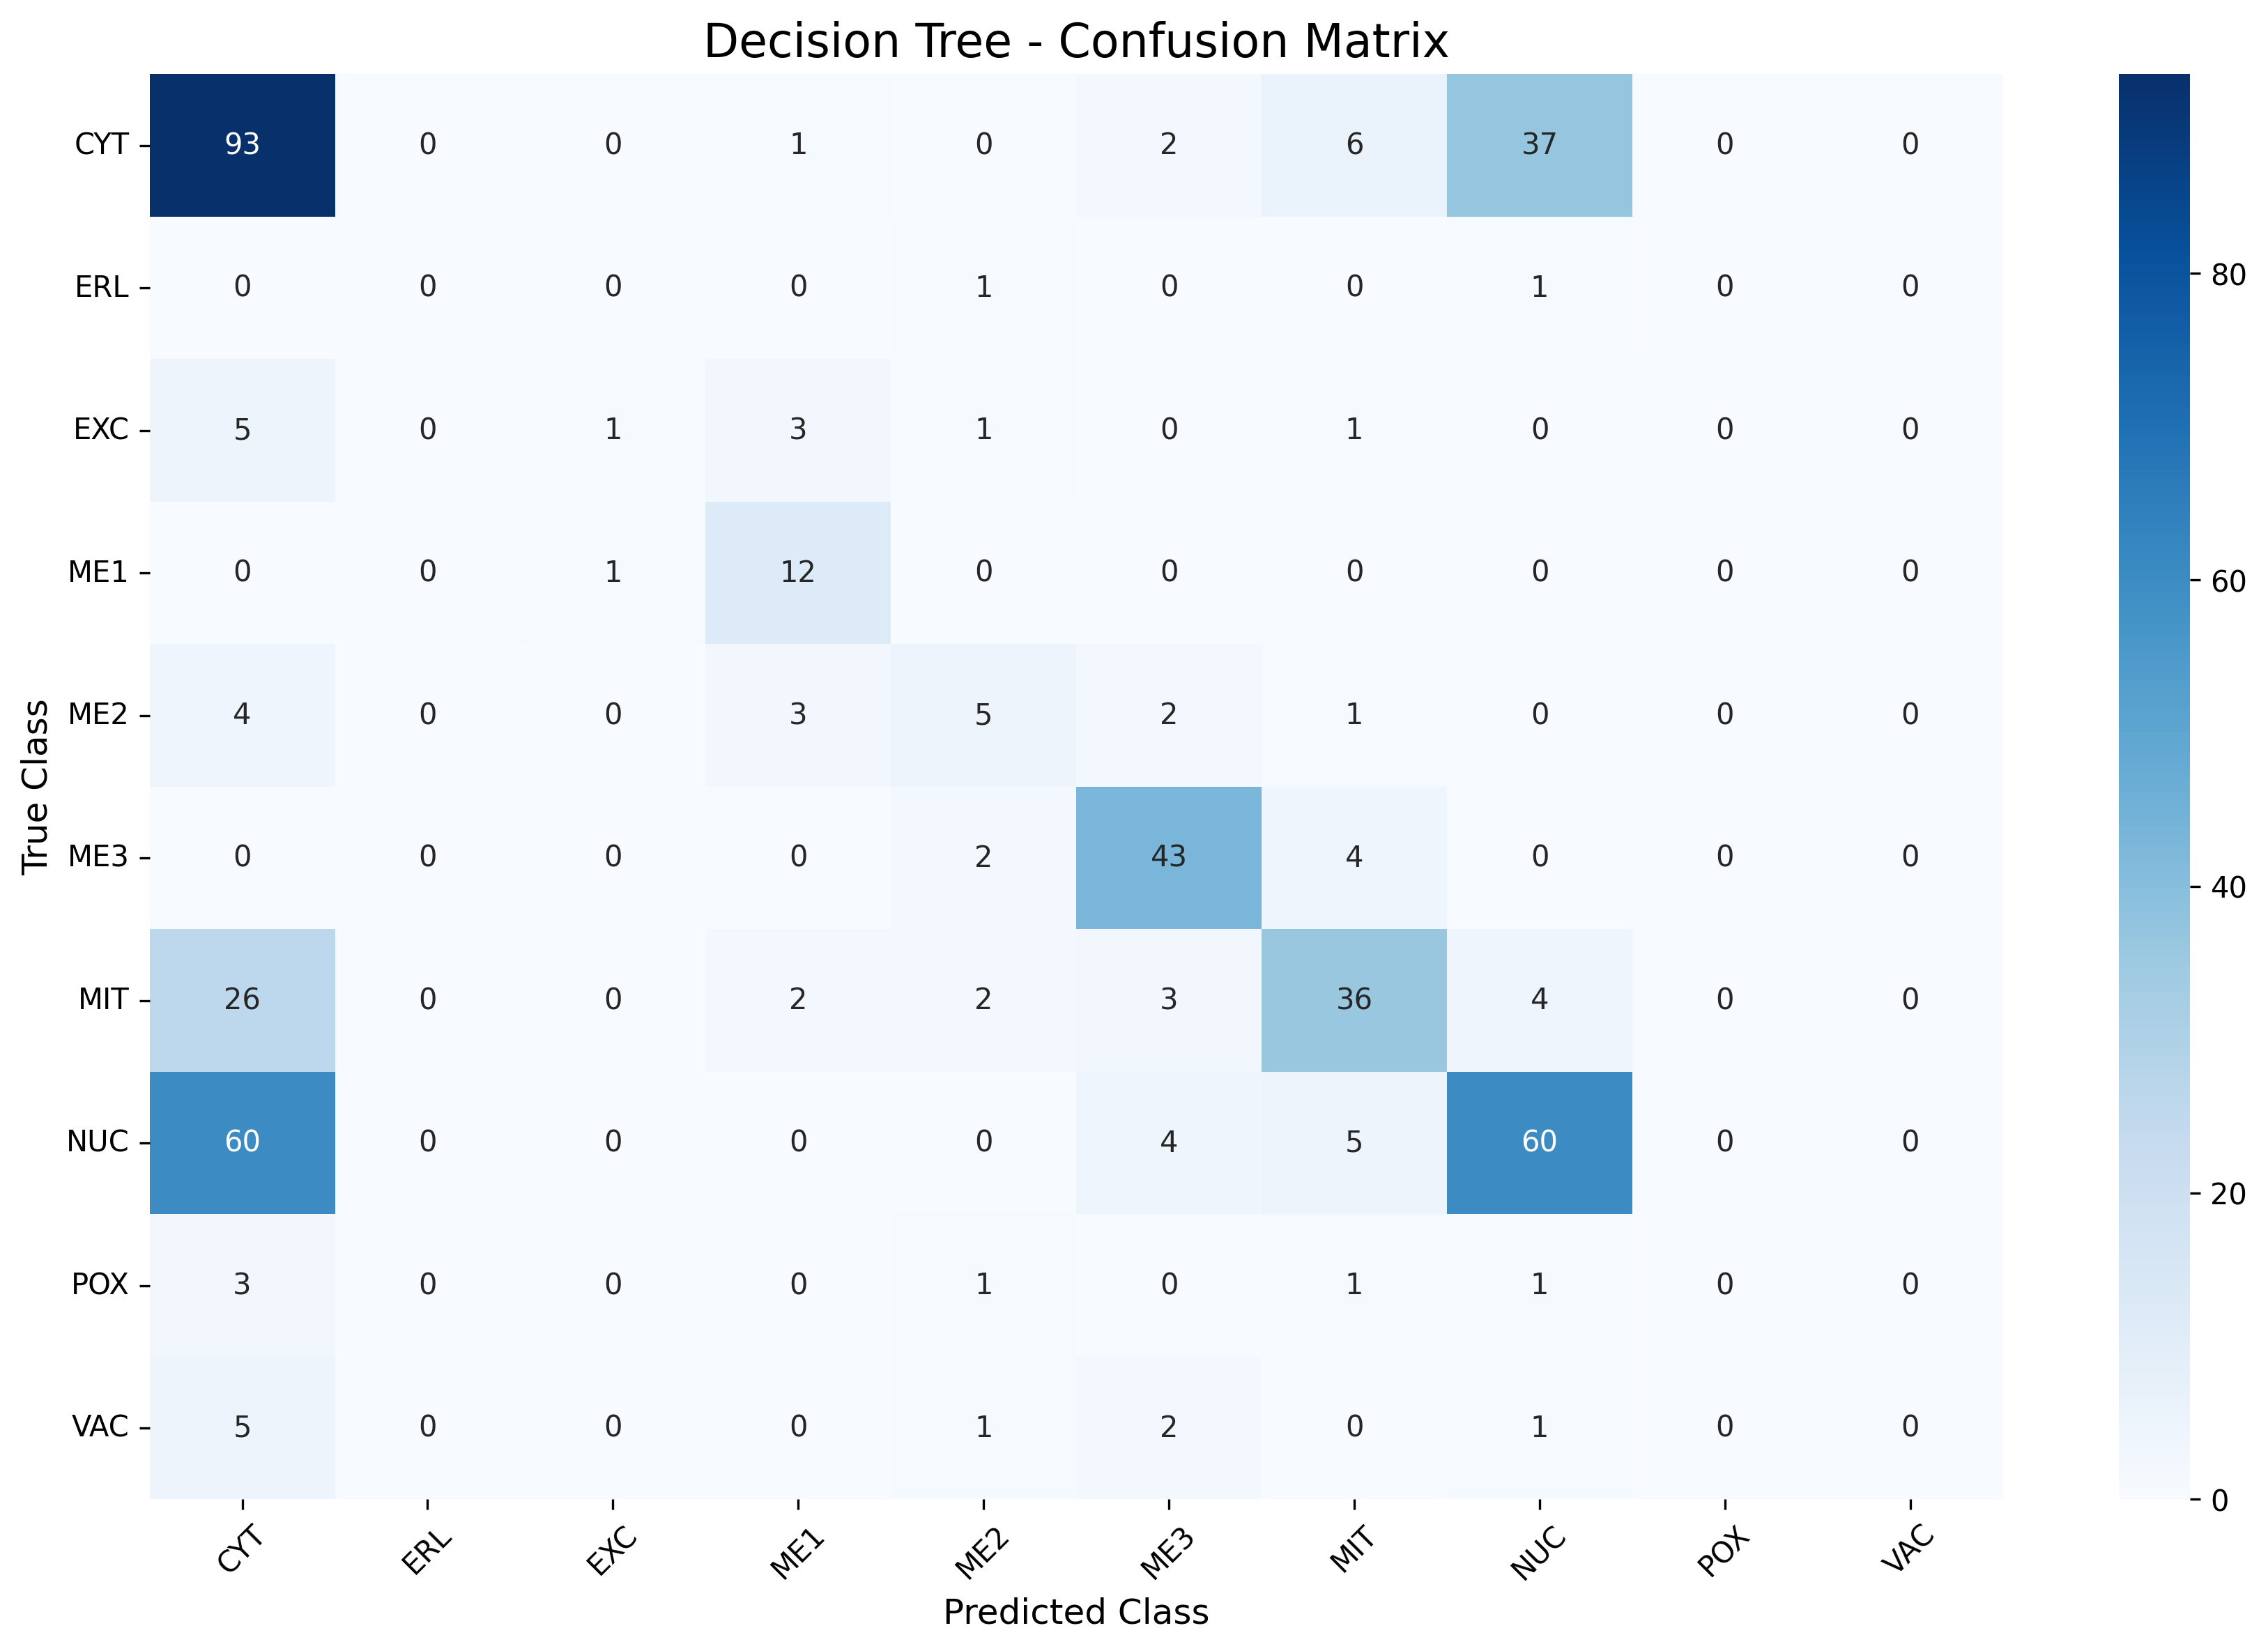 Decision Tree - Confusion Matrix
CYT 93 0 0 1 0 2 6 37 0 0
ERL 0 0 0 0 1 0 0 1 0 0
EXC 5 0 1 3 1 0 1 0 0 0
ME1 0 0 1 12 0 0 0 0 0 0
ME2 4 0 0 3 5 2 1 0 0 0
ME3 0 0 0 0 2 43 4 0 0 0
MIT 26 0 0 2 2 3 36 4 0 0
NUC 60 0 0 0 0 4 5 60 0 0
POX 3 0 0 0 1 0 1 1 0 0
VAC 5 0 0 0 1 2 0 1 0 0
True Class
CYT ERL EXC ME1 ME2 ME3 MIT NUC POX VAC
Predicted Class
80
60
40
20
0